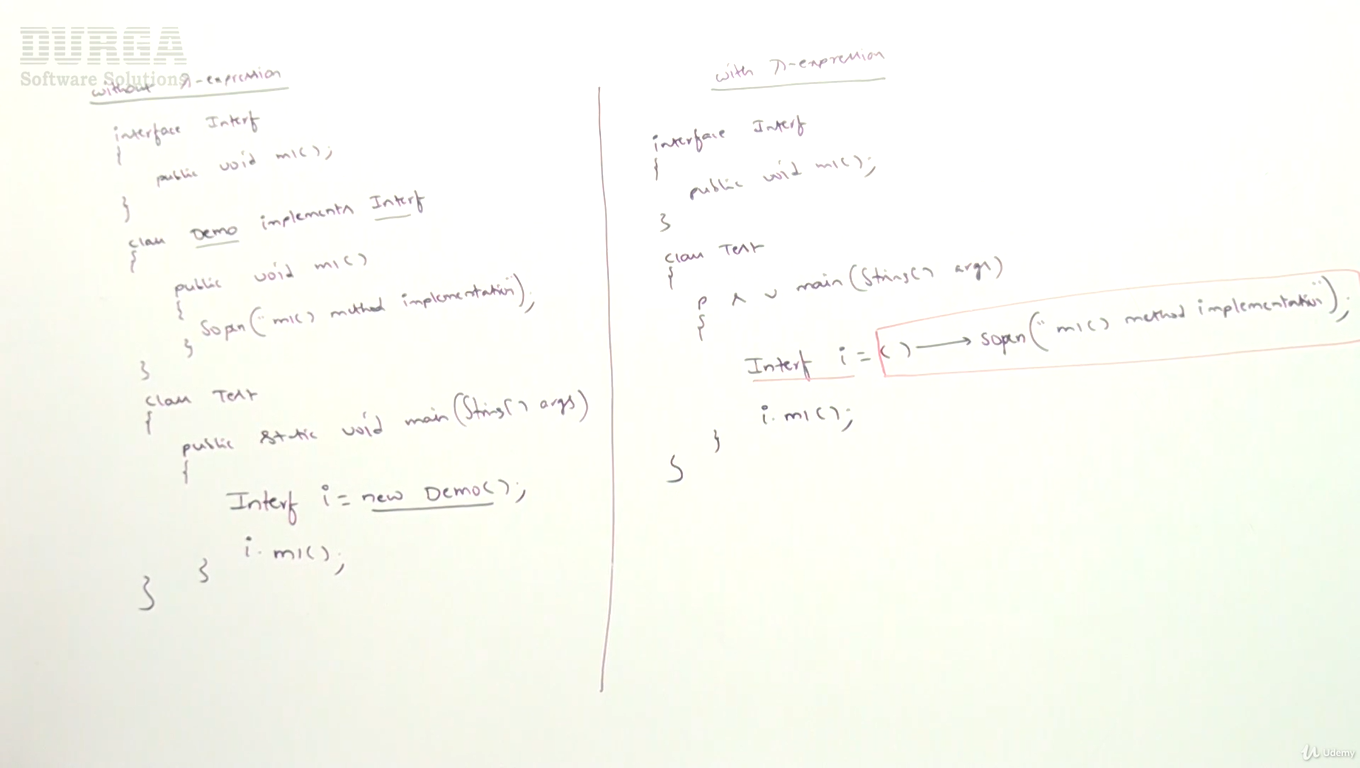 DURGA
Software Solutions
without λ-expression
interface Interf
{
public void m1();
}
class Demo implements Interf
{
public void m1()
{
Sopln("m1() method implementation");
}
}
class Test
{
public static void main(String[] args)
{
Interf i = new Demo();
i.m1();
}
}
with λ-expression
interface Interf
{
public void m1();
}
class Test
{
p s v main(String[] args)
{
Interf i = () → sopln("m1() method implementation");
i.m1();
}
}
Udemy